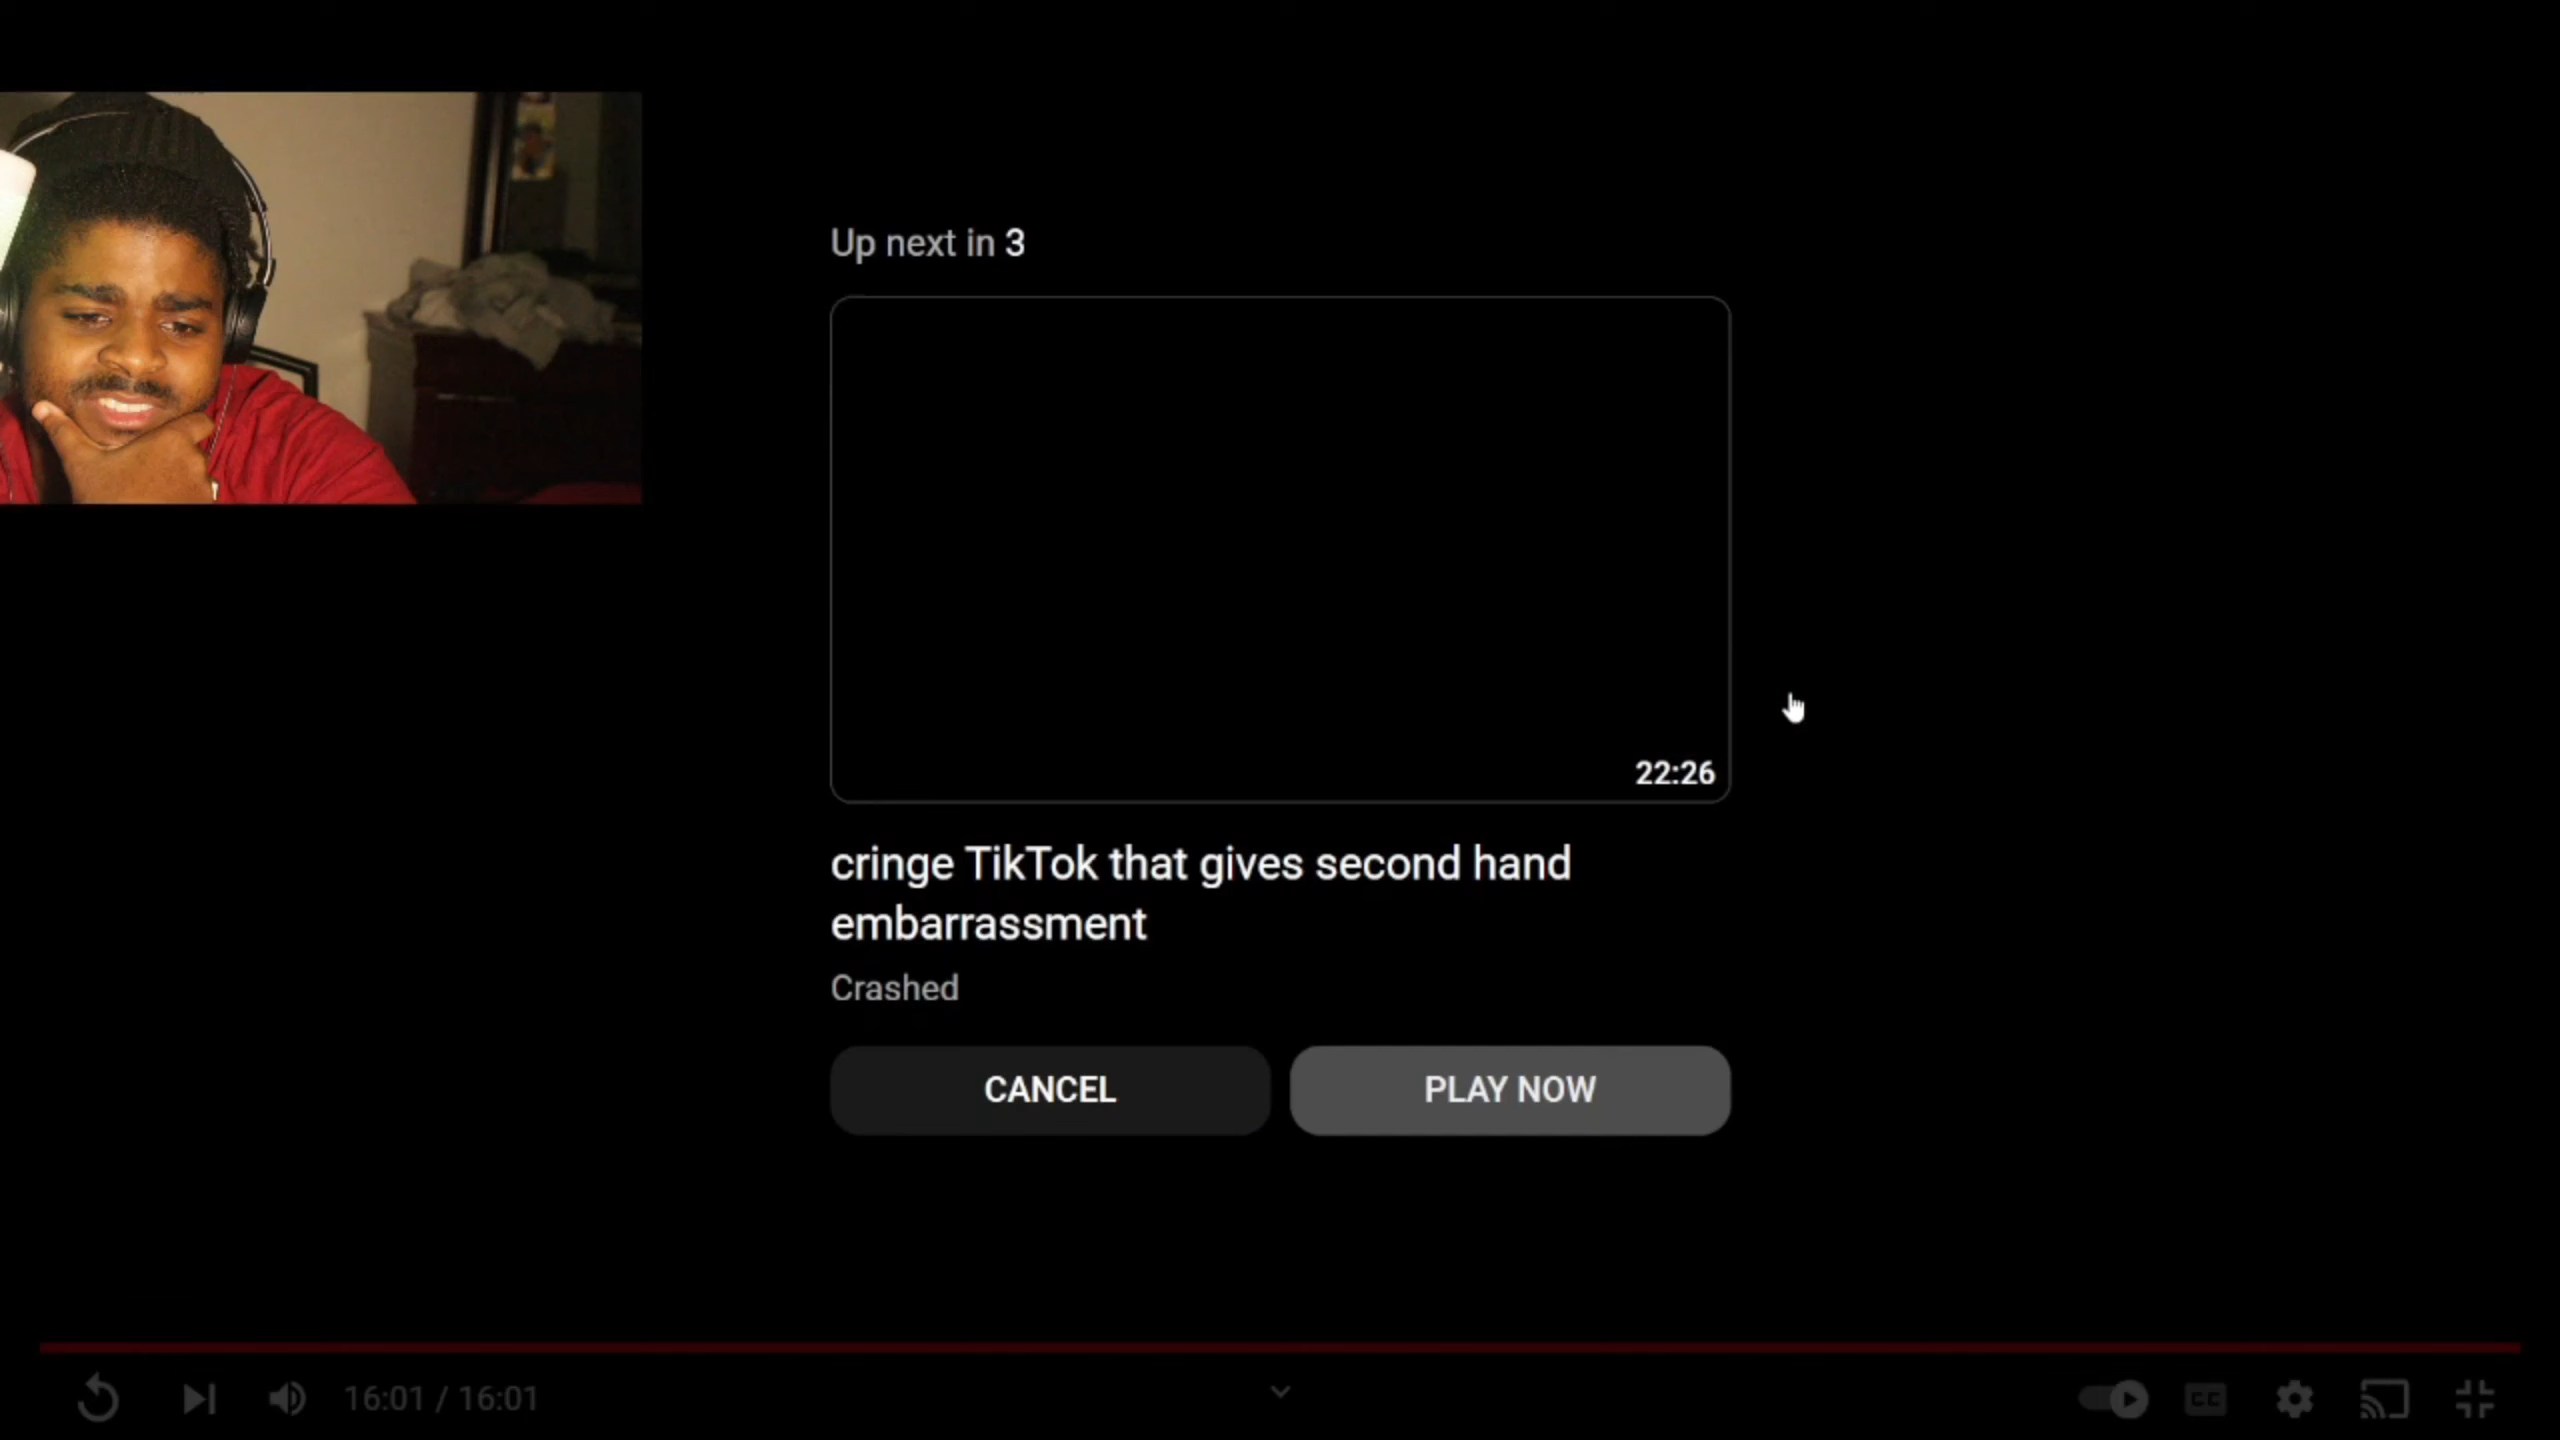 Up next in 3
22:26
cringe TikTok that gives second hand
embarrassment
Crashed
CANCEL
PLAY NOW
16:01 / 16:01
CC